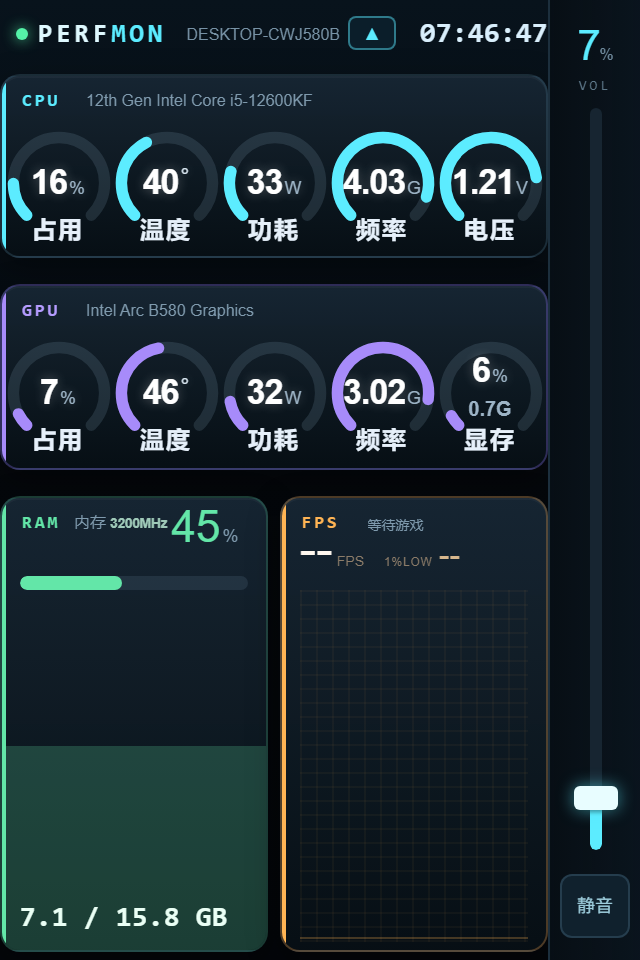 PERFMON DESKTOP-CWJ580B ▲ 07:46:47
7%
VOL
CPU 12th Gen Intel Core i5-12600KF
16% 40° 33W 4.03G 1.21V
占用 温度 功耗 频率 电压
GPU Intel Arc B580 Graphics
7% 46° 32W 3.02G 6%
0.7G
占用 温度 功耗 频率 显存
RAM 内存 3200MHz 45%
7.1 / 15.8 GB
FPS 等待游戏
-- FPS 1%LOW --
静音